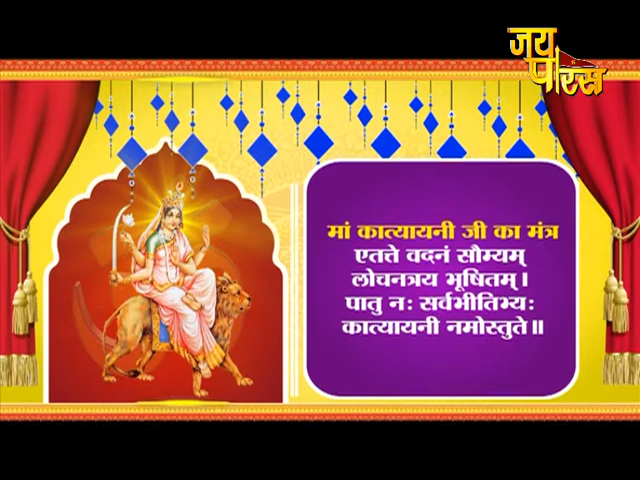 जय
पारस
मां कात्यायनी जी का मंत्र
एतत्ते वदनं सौम्यम्
लोचनत्रय भूषितम्।
पातु नः सर्वभीतिभ्यः
कात्यायनी नमोस्तुते॥